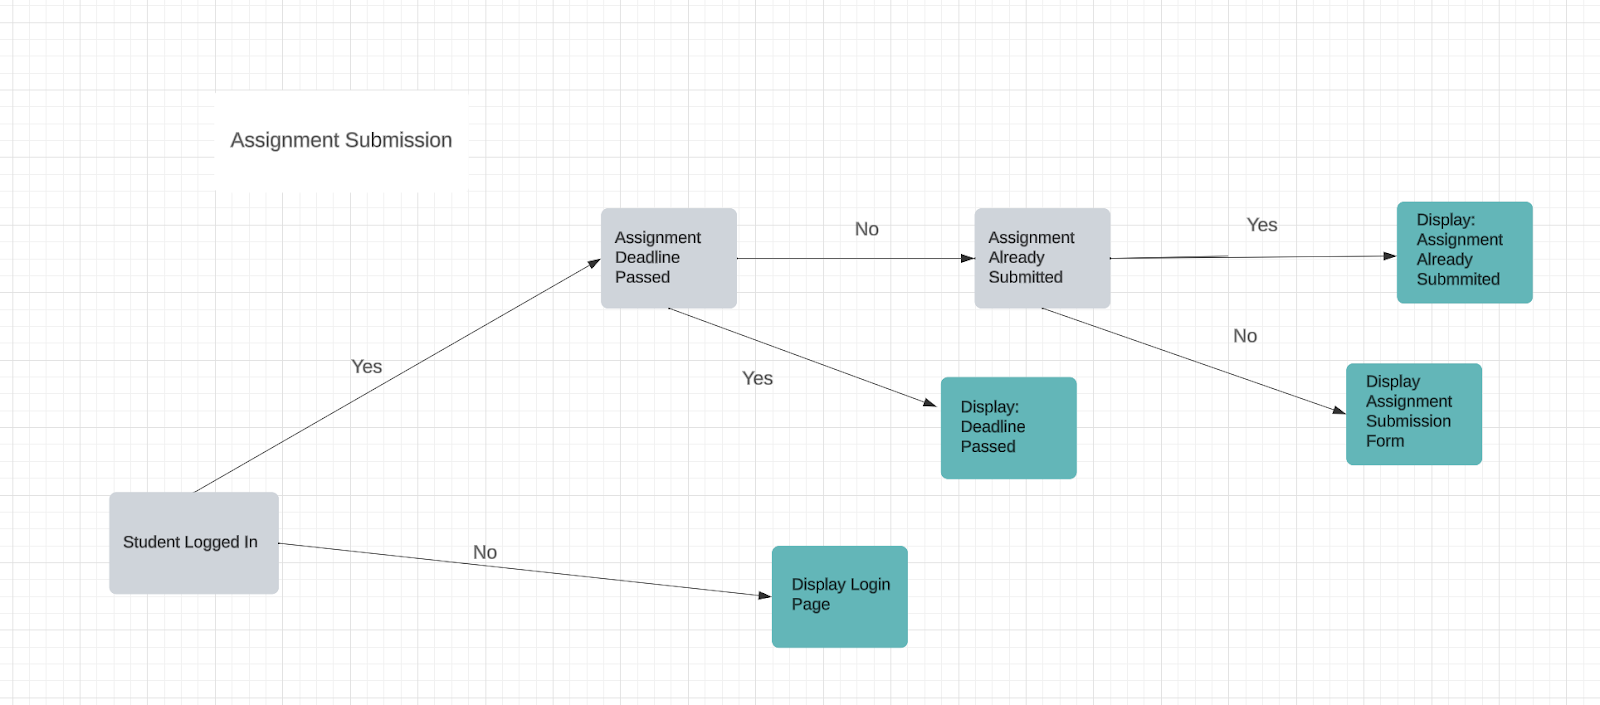 Assignment Submission
Assignment
Deadline
Passed
No
Assignment
Already
Submitted
Yes
Display:
Assignment
Already
Submmited
Yes
Yes
Display:
Deadline
Passed
No
Display
Assignment
Submission
Form
Student Logged In
No
Display Login
Page